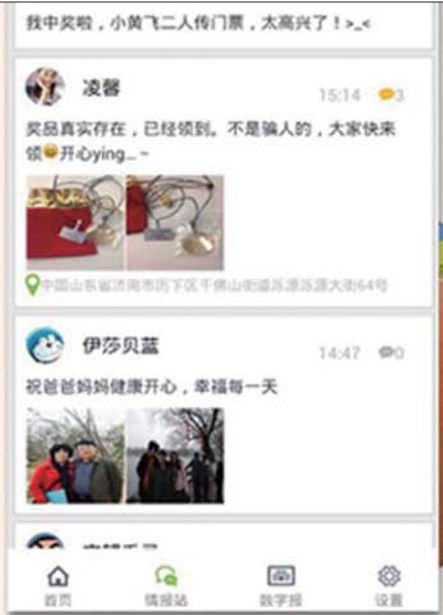 我中奖啦，小黄飞二人传门票，太高兴了！>_<
凌馨
15:14 3
奖品真实存在，已经领到。不是骗人的，大家快来
领😄开心ying…~
中国山东省济南市历下区千佛山街道泺源泺源大街64号
伊莎贝蓝
14:47 0
祝爸爸妈妈健康开心，幸福每一天
首页 情报站 数字报 设置